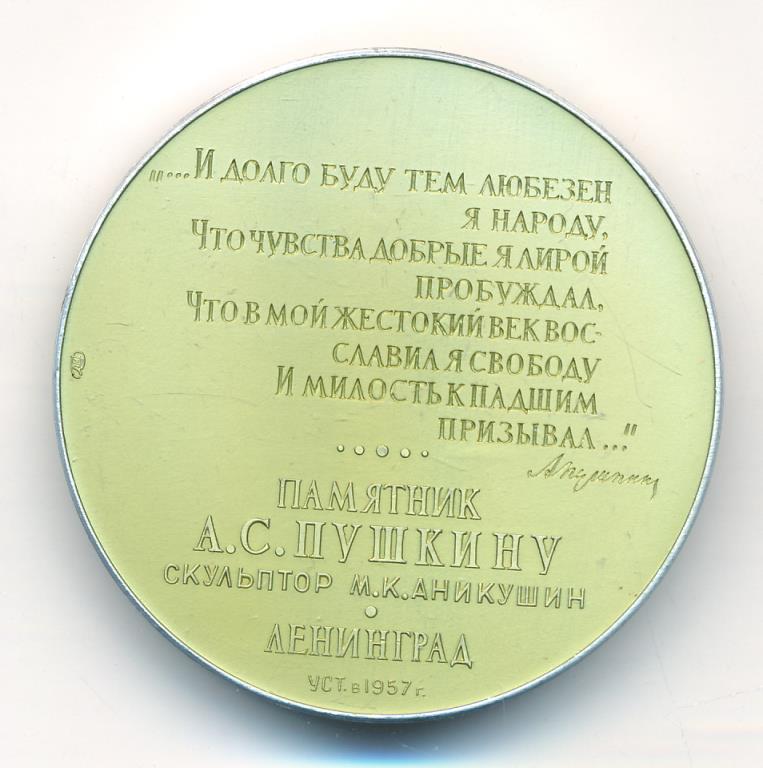 „...И ДОЛГО БУДУ ТЕМ ЛЮБЕЗЕН
Я НАРОДУ,
ЧТО ЧУВСТВА ДОБРЫЕ Я ЛИРОЙ
ПРОБУЖДАЛ,
ЧТО В МОЙ ЖЕСТОКИЙ ВЕК ВОС-
СЛАВИЛ Я СВОБОДУ
И МИЛОСТЬ К ПАДШИМ
ПРИЗЫВАЛ..."
А Пушкин
ПАМЯТНИК
А.С.ПУШКИНУ
СКУЛЬПТОР М.К.АНИКУШИН
ЛЕНИНГРАД
УСТ. в 1957 г.